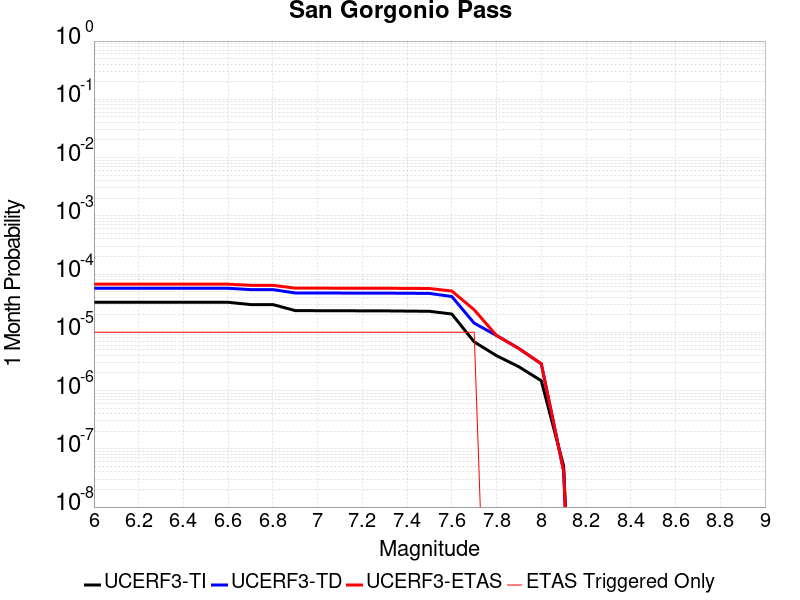 San Gorgonio Pass
10^0
10^-1
10^-2
10^-3
10^-4
10^-5
10^-6
10^-7
10^-8
1 Month Probability
6 6.2 6.4 6.6 6.8 7 7.2 7.4 7.6 7.8 8 8.2 8.4 8.6 8.8 9
Magnitude
UCERF3-TI UCERF3-TD UCERF3-ETAS ETAS Triggered Only